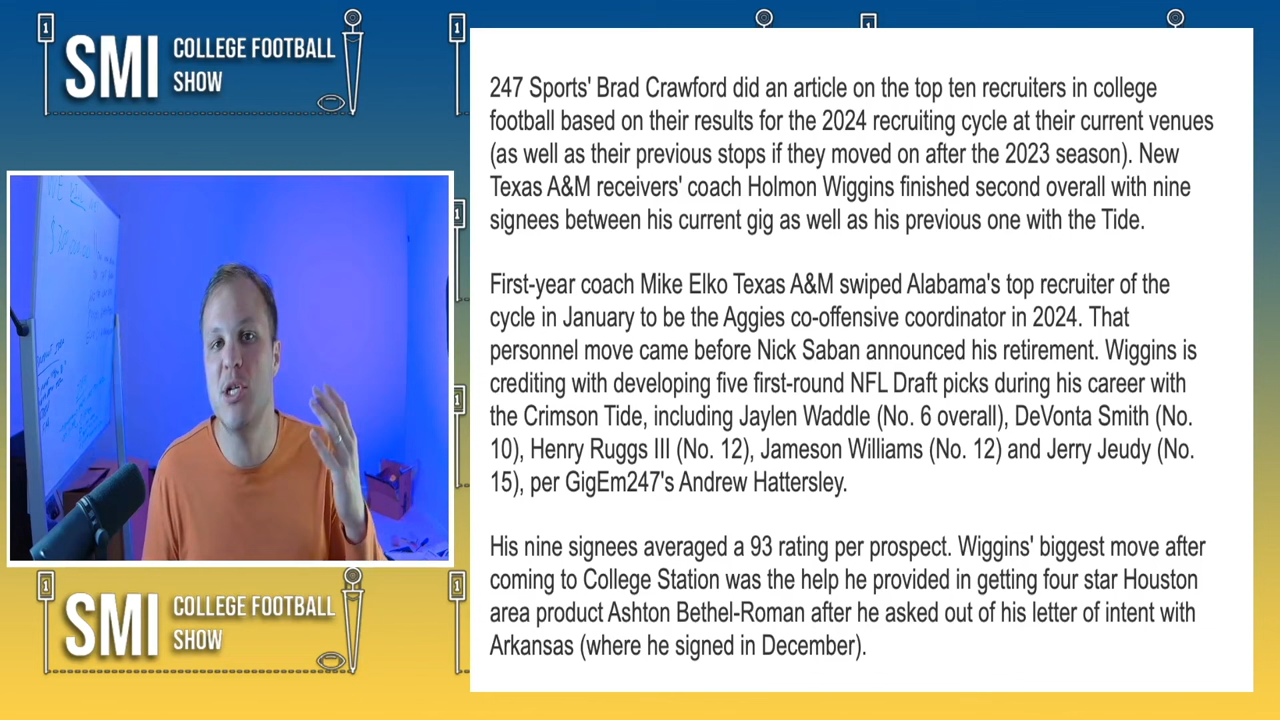 SMI COLLEGE FOOTBALL
SHOW
247 Sports' Brad Crawford did an article on the top ten recruiters in college
football based on their results for the 2024 recruiting cycle at their current venues
(as well as their previous stops if they moved on after the 2023 season). New
Texas A&M receivers' coach Holmon Wiggins finished second overall with nine
signees between his current gig as well as his previous one with the Tide.
First-year coach Mike Elko Texas A&M swiped Alabama's top recruiter of the
cycle in January to be the Aggies co-offensive coordinator in 2024. That
personnel move came before Nick Saban announced his retirement. Wiggins is
crediting with developing five first-round NFL Draft picks during his career with
the Crimson Tide, including Jaylen Waddle (No. 6 overall), DeVonta Smith (No.
10), Henry Ruggs III (No. 12), Jameson Williams (No. 12) and Jerry Jeudy (No.
15), per GigEm247's Andrew Hattersley.
His nine signees averaged a 93 rating per prospect. Wiggins' biggest move after
coming to College Station was the help he provided in getting four star Houston
area product Ashton Bethel-Roman after he asked out of his letter of intent with
Arkansas (where he signed in December).
SMI COLLEGE FOOTBALL
SHOW